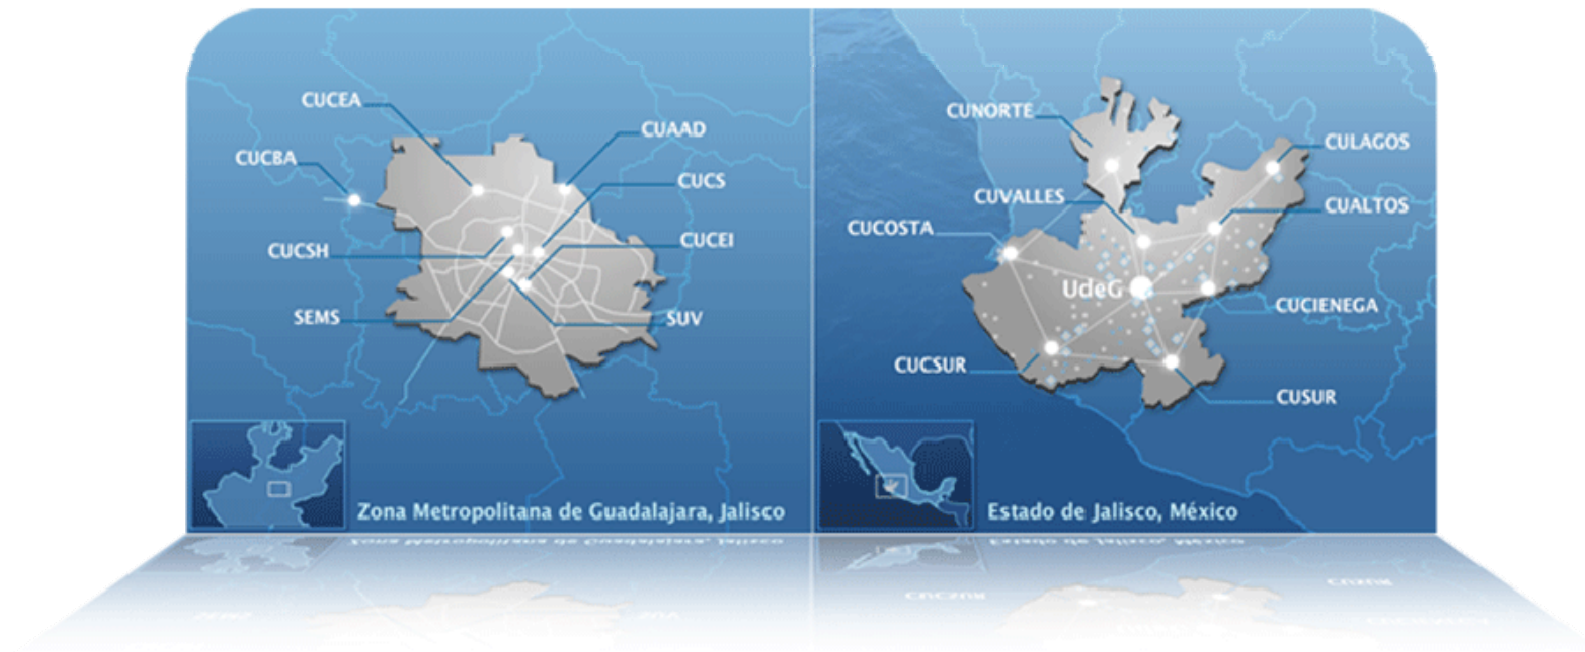 CUCEA
CUAAD
CUCBA
CUCS
CUCSH
CUCEI
SEMS
SUV
Zona Metropolitana de Guadalajara, Jalisco
CUNORTE
CULAGOS
CUVALLES
CUALTOS
CUCOSTA
UdeG
CUCIENEGA
CUCSUR
CUSUR
Estado de Jalisco, México